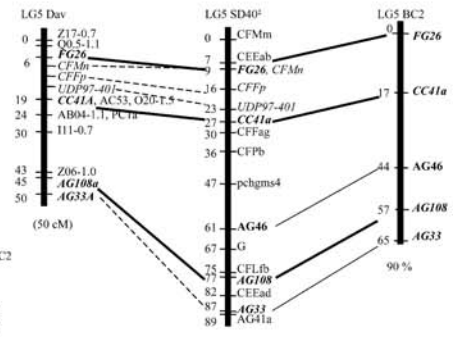 LG5 Dav
0 Z17-0.7
O0.5-1.1
6 FG26
CFMn
CFFp
UDP97-401
19 CC41A, AC53, O20-1.5
24 AB04-1.1, PC1a
30 I11-0.7
43 Z06-1.0
45 AG108a
50 AG33A
(50 cM)
C2
LG5 SD40²
0 CFMm
7 CEEab
9 FG26, CFMn
16 CFFp
23 UDP97-401
27 CC41a
30 CFFag
36 CFPb
47 pchgms4
61 AG46
67 G
75 CFLfb
77 AG108
82 CEEad
87 AG33
89 AG41a
LG5 BC2
0 FG26
17 CC41a
44 AG46
57 AG108
65 AG33
90 %